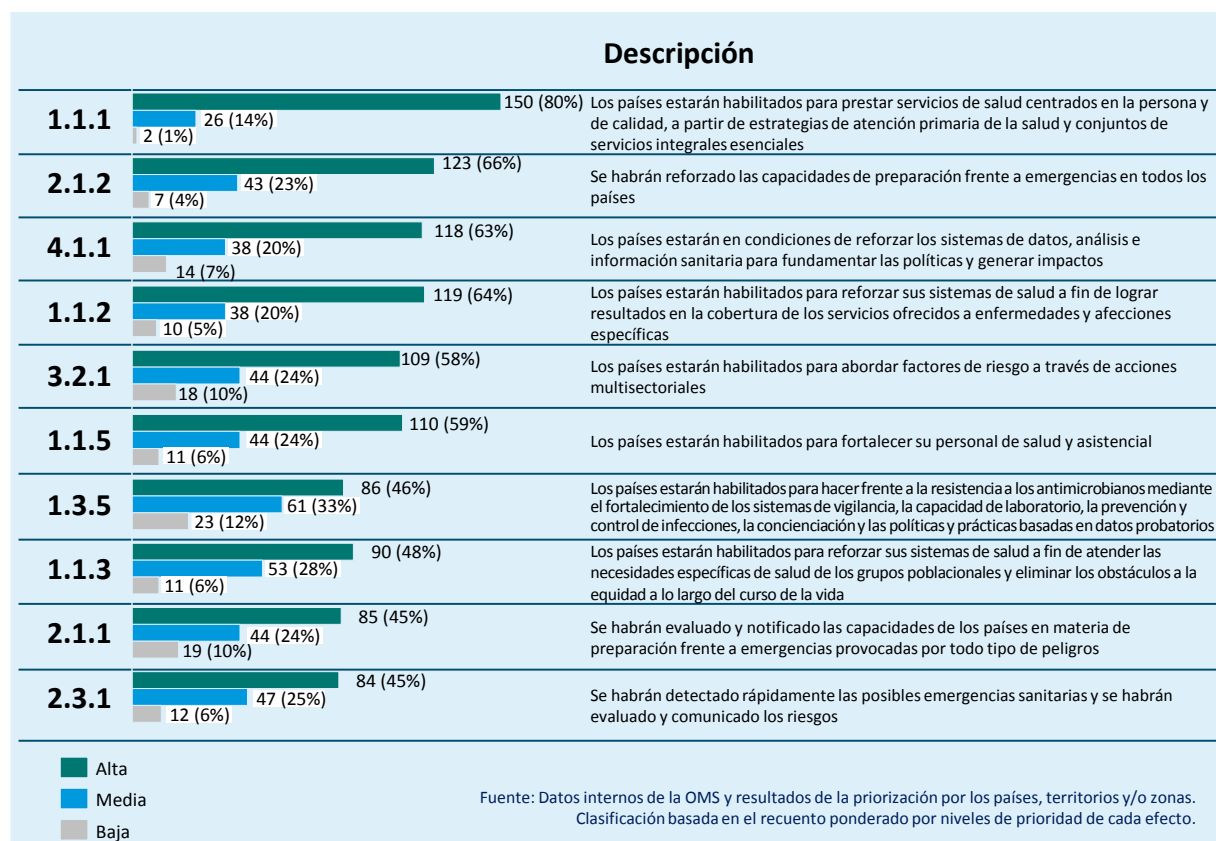 Descripción
1.1.1
150 (80%)
26 (14%)
2 (1%)
Los países estarán habilitados para prestar servicios de salud centrados en la persona y
de calidad, a partir de estrategias de atención primaria de la salud y conjuntos de
servicios integrales esenciales
2.1.2
123 (66%)
43 (23%)
7 (4%)
Se habrán reforzado las capacidades de preparación frente a emergencias en todos los
países
4.1.1
118 (63%)
38 (20%)
14 (7%)
Los países estarán en condiciones de reforzar los sistemas de datos, análisis e
información sanitaria para fundamentar las políticas y generar impactos
1.1.2
119 (64%)
38 (20%)
10 (5%)
Los países estarán habilitados para reforzar sus sistemas de salud a fin de lograr
resultados en la cobertura de los servicios ofrecidos a enfermedades y afecciones
específicas
3.2.1
109 (58%)
44 (24%)
18 (10%)
Los países estarán habilitados para abordar factores de riesgo a través de acciones
multisectoriales
1.1.5
110 (59%)
44 (24%)
11 (6%)
Los países estarán habilitados para fortalecer su personal de salud y asistencial
1.3.5
86 (46%)
61 (33%)
23 (12%)
Los países estarán habilitados para hacer frente a la resistencia a los antimicrobianos mediante
el fortalecimiento de los sistemas de vigilancia, la capacidad de laboratorio, la prevención y
control de infecciones, la concienciación y las políticas y prácticas basadas en datos probatorios
1.1.3
90 (48%)
53 (28%)
11 (6%)
Los países estarán habilitados para reforzar sus sistemas de salud a fin de atender las
necesidades específicas de salud de los grupos poblacionales y eliminar los obstáculos a la
equidad a lo largo del curso de la vida
2.1.1
85 (45%)
44 (24%)
19 (10%)
Se habrán evaluado y notificado las capacidades de los países en materia de
preparación frente a emergencias provocadas por todo tipo de peligros
2.3.1
84 (45%)
47 (25%)
12 (6%)
Se habrán detectado rápidamente las posibles emergencias sanitarias y se habrán
evaluado y comunicado los riesgos
Alta
Media
Baja
Fuente: Datos internos de la OMS y resultados de la priorización por los países, territorios y/o zonas.
Clasificación basada en el recuento ponderado por niveles de prioridad de cada efecto.